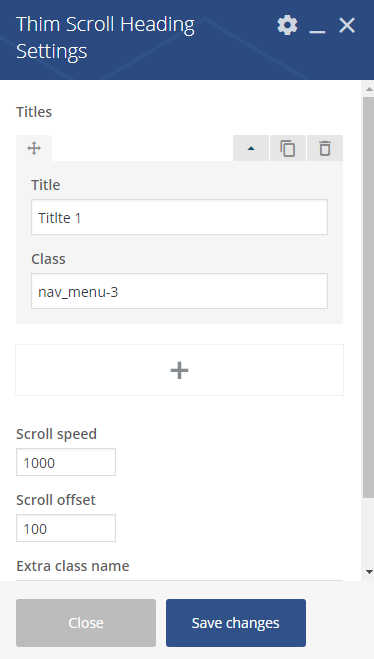 Thim Scroll Heading
Settings
Titles
Title
Titlte 1
Class
nav_menu-3
Scroll speed
1000
Scroll offset
100
Extra class name
Close
Save changes